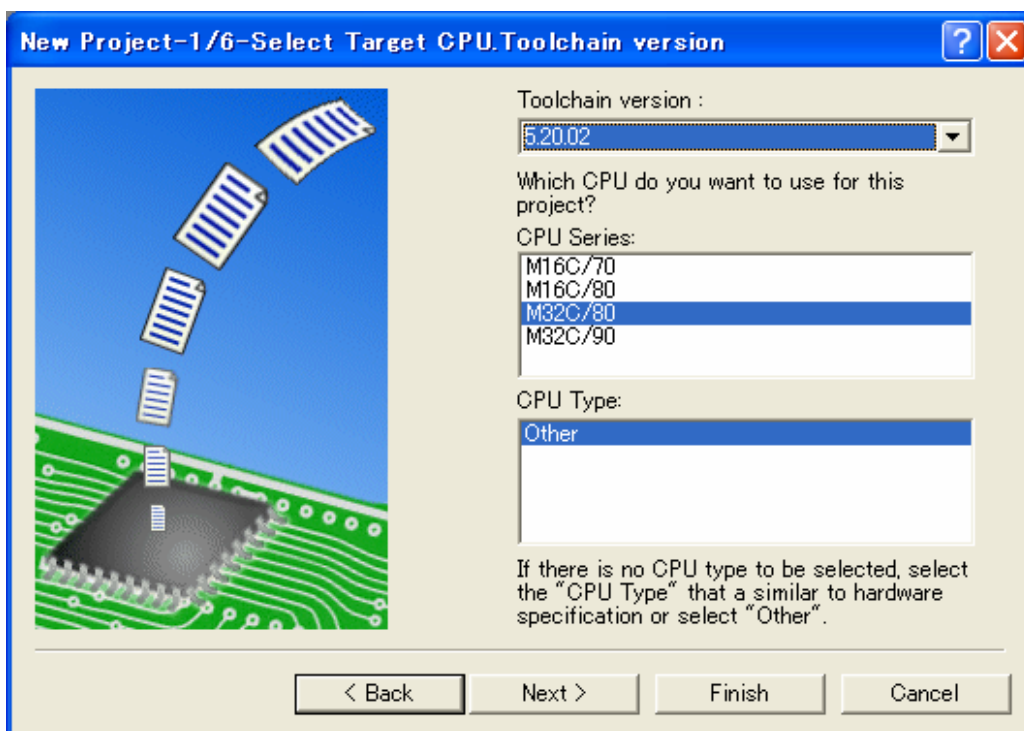 New Project-1/6-Select Target CPU.Toolchain version
Toolchain version :
5.20.02
Which CPU do you want to use for this
project?
CPU Series:
M16C/70
M16C/80
M32C/80
M32C/90
CPU Type:
Other
If there is no CPU type to be selected, select
the "CPU Type" that a similar to hardware
specification or select "Other".
< Back Next > Finish Cancel